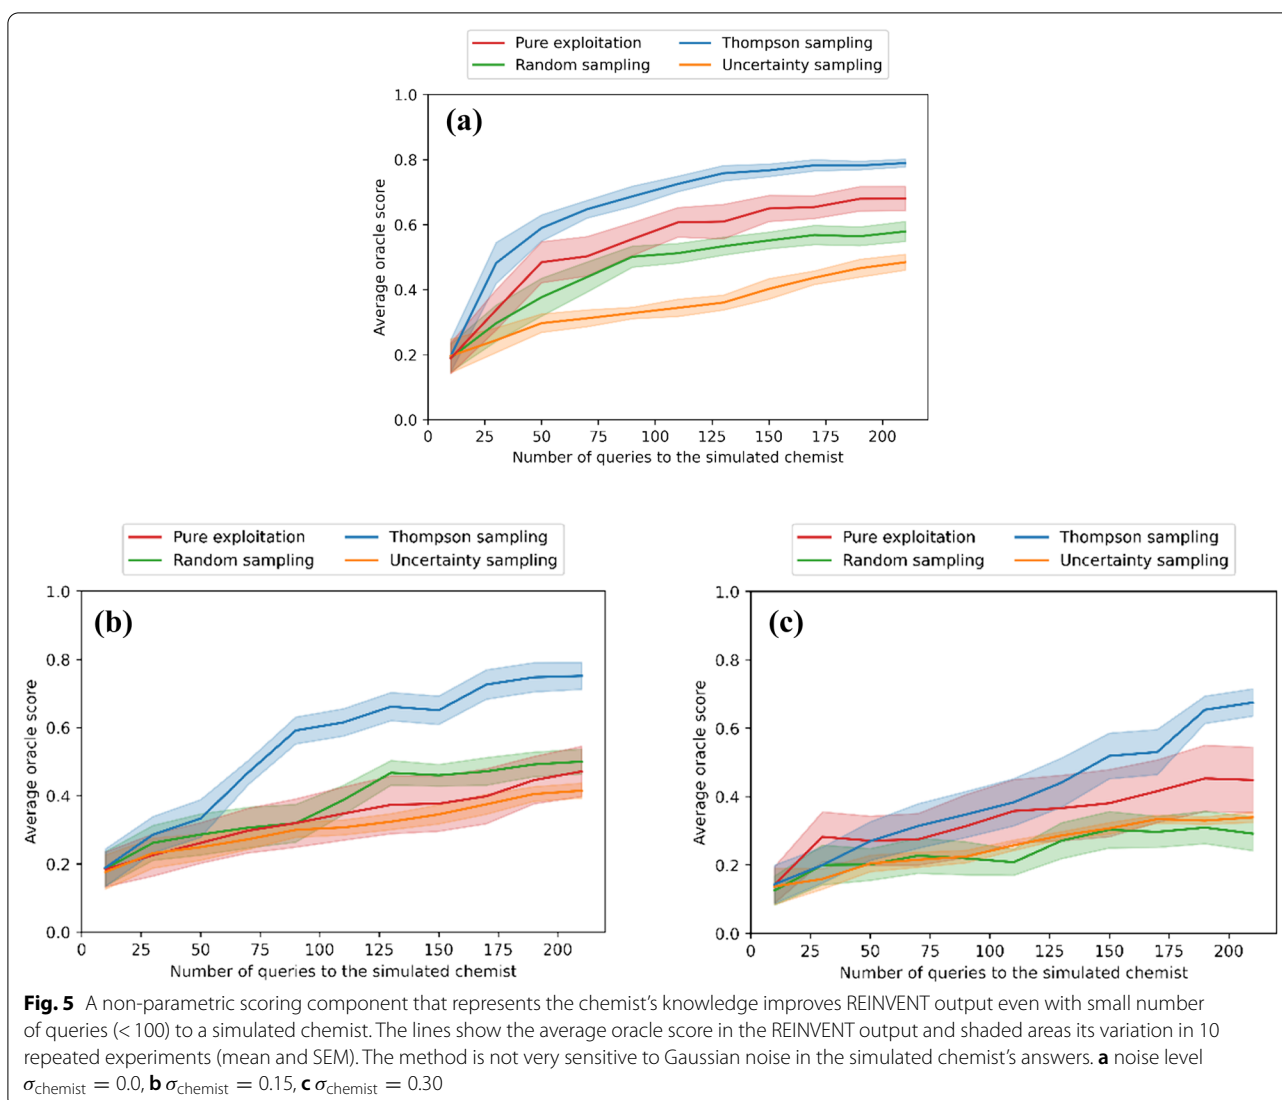 Pure exploitation
Thompson sampling
Random sampling
Uncertainty sampling
(a)
1.0
0.8
0.6
0.4
0.2
0.0
Average oracle score
0 25 50 75 100 125 150 175 200
Number of queries to the simulated chemist
Pure exploitation
Thompson sampling
Random sampling
Uncertainty sampling
(b)
1.0
0.8
0.6
0.4
0.2
0.0
Average oracle score
0 25 50 75 100 125 150 175 200
Number of queries to the simulated chemist
Pure exploitation
Thompson sampling
Random sampling
Uncertainty sampling
(c)
1.0
0.8
0.6
0.4
0.2
0.0
Average oracle score
0 25 50 75 100 125 150 175 200
Number of queries to the simulated chemist
Fig. 5 A non-parametric scoring component that represents the chemist’s knowledge improves REINVENT output even with small number
of queries (< 100) to a simulated chemist. The lines show the average oracle score in the REINVENT output and shaded areas its variation in 10
repeated experiments (mean and SEM). The method is not very sensitive to Gaussian noise in the simulated chemist’s answers. a noise level
σchemist = 0.0, b σchemist = 0.15, c σchemist = 0.30